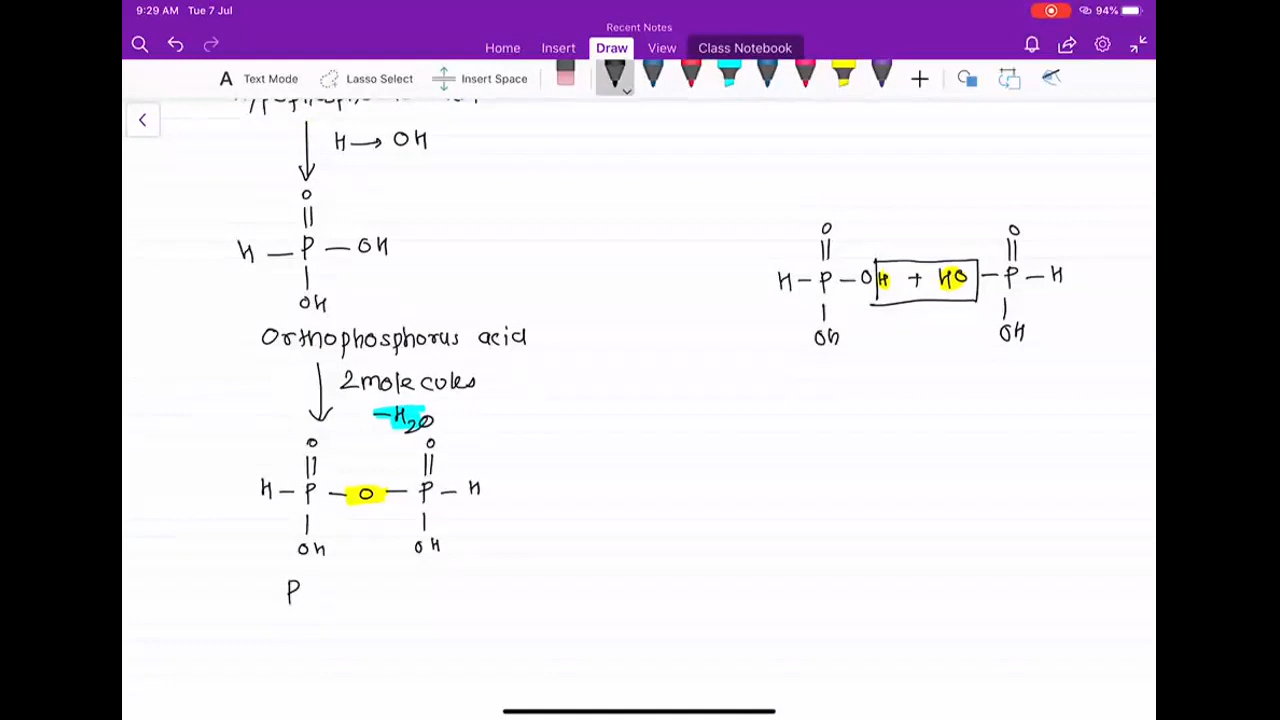 9:29 AM Tue 7 Jul
94%
Recent Notes
Home Insert Draw View Class Notebook
A Text Mode Lasso Select Insert Space
H → OH
O
||
H — P — OH
|
OH
Orthophosphorus acid
2 molecules
—H2O
O O
|| ||
H — P — O — P — H
| |
OH OH
P
O O
|| ||
H — P — OH + HO — P — H
| |
OH OH